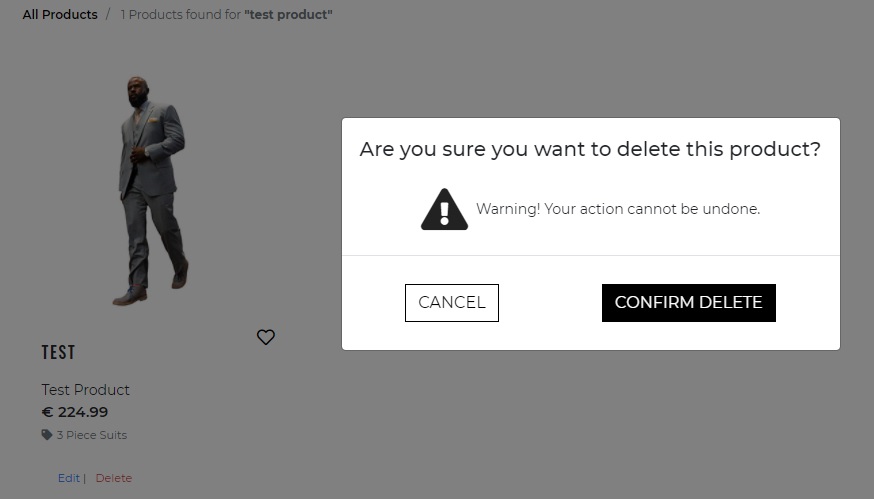 All Products / 1 Products found for "test product"
Are you sure you want to delete this product?
Warning! Your action cannot be undone.
CANCEL
CONFIRM DELETE
TEST
Test Product
€ 224.99
3 Piece Suits
Edit | Delete